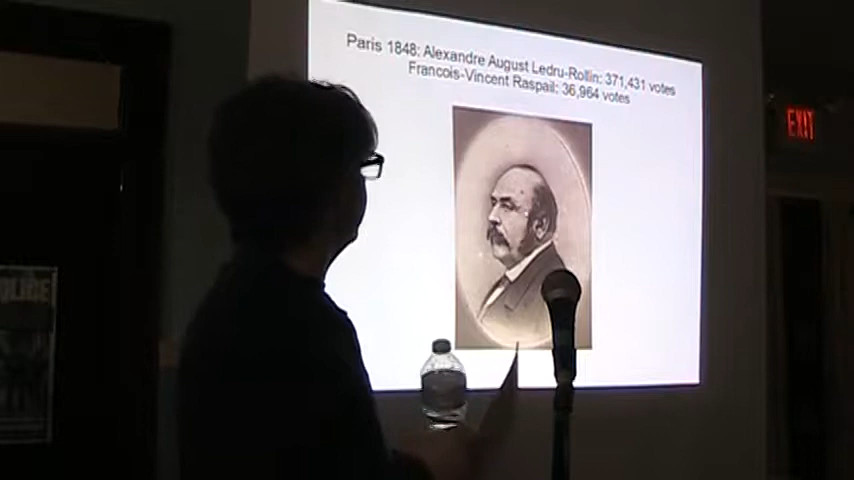 Paris 1848: Alexandre August Ledru-Rollin: 371,431 votes
Francois-Vincent Raspail: 36,964 votes
EXIT